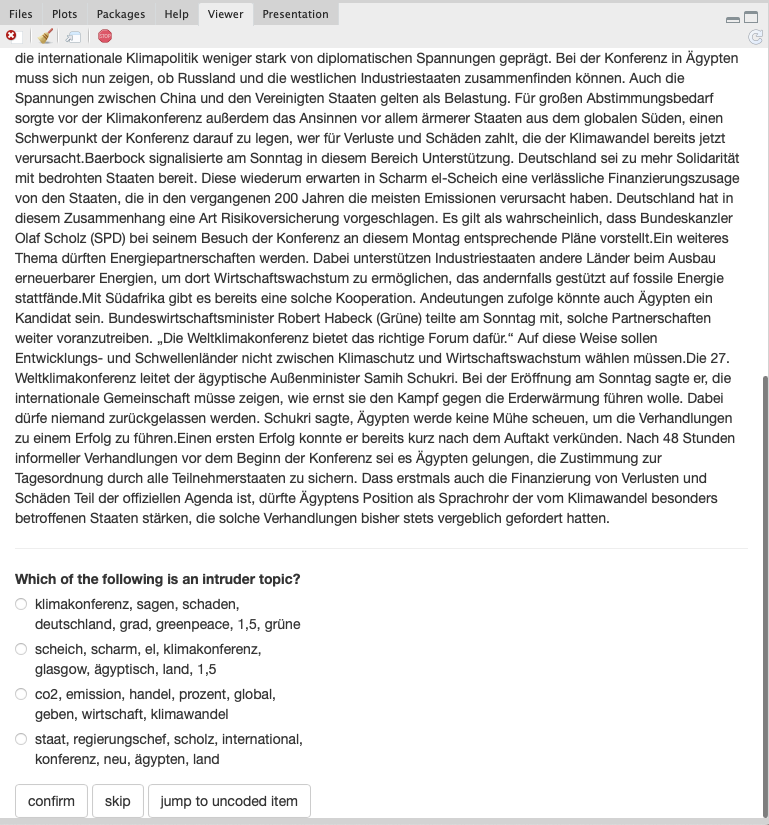 Files Plots Packages Help Viewer Presentation
STOP
die internationale Klimapolitik weniger stark von diplomatischen Spannungen geprägt. Bei der Konferenz in Ägypten
muss sich nun zeigen, ob Russland und die westlichen Industriestaaten zusammenfinden können. Auch die
Spannungen zwischen China und den Vereinigten Staaten gelten als Belastung. Für großen Abstimmungsbedarf
sorgte vor der Klimakonferenz außerdem das Ansinnen vor allem ärmerer Staaten aus dem globalen Süden, einen
Schwerpunkt der Konferenz darauf zu legen, wer für Verluste und Schäden zahlt, die der Klimawandel bereits jetzt
verursacht.Baerbock signalisierte am Sonntag in diesem Bereich Unterstützung. Deutschland sei zu mehr Solidarität
mit bedrohten Staaten bereit. Diese wiederum erwarten in Scharm el-Scheich eine verlässliche Finanzierungszusage
von den Staaten, die in den vergangenen 200 Jahren die meisten Emissionen verursacht haben. Deutschland hat in
diesem Zusammenhang eine Art Risikoversicherung vorgeschlagen. Es gilt als wahrscheinlich, dass Bundeskanzler
Olaf Scholz (SPD) bei seinem Besuch der Konferenz an diesem Montag entsprechende Pläne vorstellt.Ein weiteres
Thema dürften Energiepartnerschaften werden. Dabei unterstützen Industriestaaten andere Länder beim Ausbau
erneuerbarer Energien, um dort Wirtschaftswachstum zu ermöglichen, das andernfalls gestützt auf fossile Energie
stattfände.Mit Südafrika gibt es bereits eine solche Kooperation. Andeutungen zufolge könnte auch Ägypten ein
Kandidat sein. Bundeswirtschaftsminister Robert Habeck (Grüne) teilte am Sonntag mit, solche Partnerschaften
weiter voranzutreiben. „Die Weltklimakonferenz bietet das richtige Forum dafür.“ Auf diese Weise sollen
Entwicklungs- und Schwellenländer nicht zwischen Klimaschutz und Wirtschaftswachstum wählen müssen.Die 27.
Weltklimakonferenz leitet der ägyptische Außenminister Samih Schukri. Bei der Eröffnung am Sonntag sagte er, die
internationale Gemeinschaft müsse zeigen, wie ernst sie den Kampf gegen die Erderwärmung führen wolle. Dabei
dürfe niemand zurückgelassen werden. Schukri sagte, Ägypten werde keine Mühe scheuen, um die Verhandlungen
zu einem Erfolg zu führen.Einen ersten Erfolg konnte er bereits kurz nach dem Auftakt verkünden. Nach 48 Stunden
informeller Verhandlungen vor dem Beginn der Konferenz sei es Ägypten gelungen, die Zustimmung zur
Tagesordnung durch alle Teilnehmerstaaten zu sichern. Dass erstmals auch die Finanzierung von Verlusten und
Schäden Teil der offiziellen Agenda ist, dürfte Ägyptens Position als Sprachrohr der vom Klimawandel besonders
betroffenen Staaten stärken, die solche Verhandlungen bisher stets vergeblich gefordert hatten.
Which of the following is an intruder topic?
klimakonferenz, sagen, schaden,
deutschland, grad, greenpeace, 1,5, grüne
scheich, scharm, el, klimakonferenz,
glasgow, ägyptisch, land, 1,5
co2, emission, handel, prozent, global,
geben, wirtschaft, klimawandel
staat, regierungschef, scholz, international,
konferenz, neu, ägypten, land
confirm skip jump to uncoded item